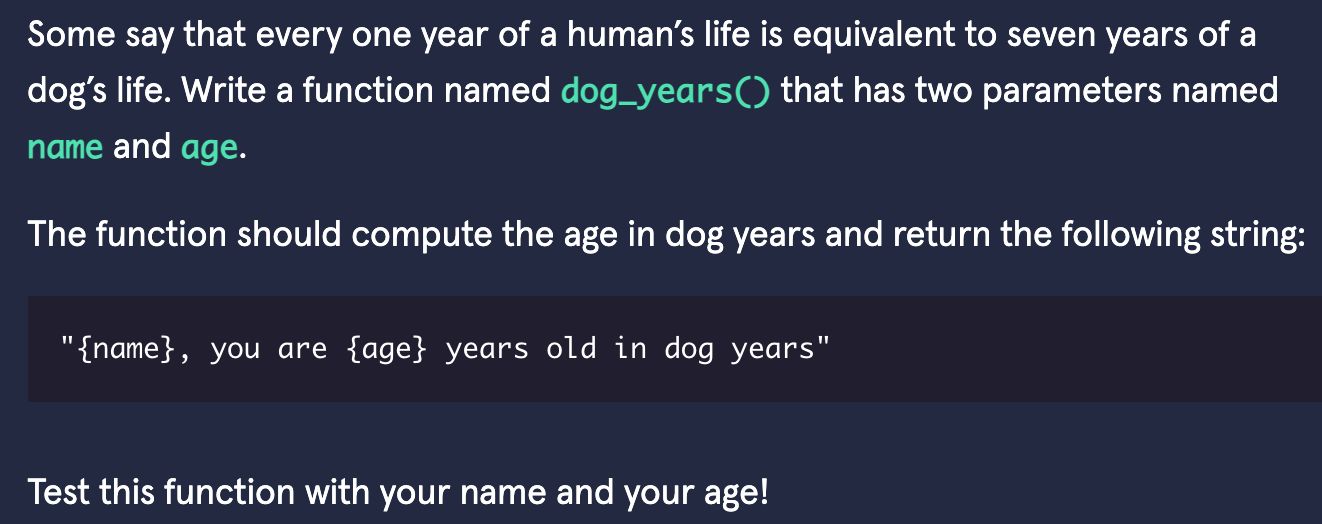 Some say that every one year of a human’s life is equivalent to seven years of a
dog’s life. Write a function named dog_years() that has two parameters named
name and age.
The function should compute the age in dog years and return the following string:
"{name}, you are {age} years old in dog years"
Test this function with your name and your age!